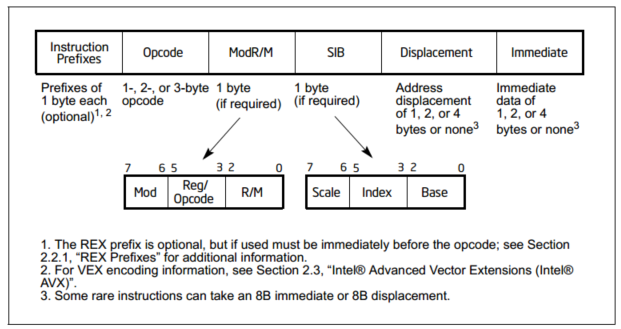 Instruction Prefixes Opcode ModR/M SIB Displacement Immediate
Prefixes of 1-, 2-, or 3-byte 1 byte 1 byte Address Immediate
1 byte each opcode (if required) (if required) displacement data of
(optional)1, 2 of 1, 2, or 4 1, 2, or 4
bytes or none3 bytes or none3
7 6 5 3 2 0 7 6 5 3 2 0
Mod Reg/Opcode R/M Scale Index Base
1. The REX prefix is optional, but if used must be immediately before the opcode; see Section
2.2.1, “REX Prefixes” for additional information.
2. For VEX encoding information, see Section 2.3, “Intel® Advanced Vector Extensions (Intel®
AVX)”.
3. Some rare instructions can take an 8B immediate or 8B displacement.